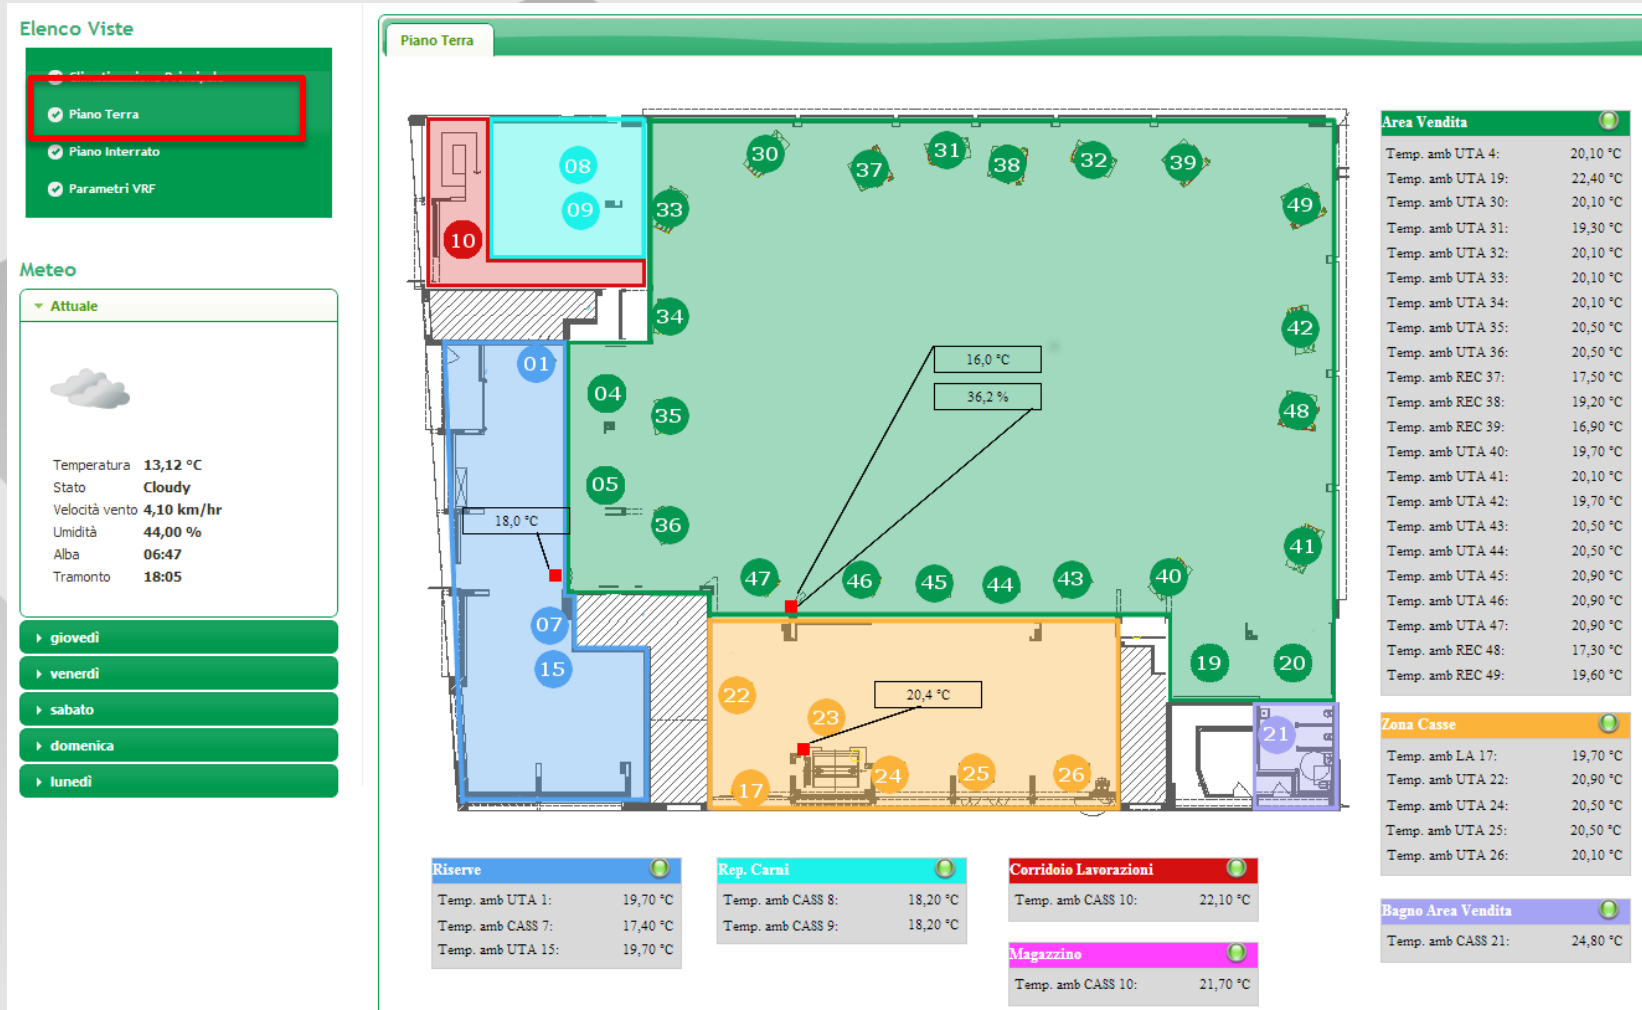 Elenco Viste
Climatizzazione Principale
Piano Terra
Piano Interrato
Parametri VRF
Meteo
Attuale
Temperatura 13,12 °C
Stato Cloudy
Velocità vento 4,10 km/hr
Umidità 44,00 %
Alba 06:47
Tramonto 18:05
giovedì
venerdì
sabato
domenica
lunedì
Piano Terra
30
37
31
38
32
39
08
09
33
49
10
34
42
01
16,0 °C
04
36,2 %
35
48
05
18,0 °C
36
41
47
46
45
44
43
40
07
15
19
20
22
20,4 °C
23
21
17
24
25
26
Area Vendita
Temp. amb UTA 4: 20,10 °C
Temp. amb UTA 19: 22,40 °C
Temp. amb UTA 30: 20,10 °C
Temp. amb UTA 31: 19,30 °C
Temp. amb UTA 32: 20,10 °C
Temp. amb UTA 33: 20,10 °C
Temp. amb UTA 34: 20,10 °C
Temp. amb UTA 35: 20,50 °C
Temp. amb UTA 36: 20,50 °C
Temp. amb REC 37: 17,50 °C
Temp. amb REC 38: 19,20 °C
Temp. amb REC 39: 16,90 °C
Temp. amb UTA 40: 19,70 °C
Temp. amb UTA 41: 20,10 °C
Temp. amb UTA 42: 19,70 °C
Temp. amb UTA 43: 20,50 °C
Temp. amb UTA 44: 20,50 °C
Temp. amb UTA 45: 20,90 °C
Temp. amb UTA 46: 20,90 °C
Temp. amb UTA 47: 20,90 °C
Temp. amb REC 48: 17,30 °C
Temp. amb REC 49: 19,60 °C
Zona Casse
Temp. amb LA 17: 19,70 °C
Temp. amb UTA 22: 20,90 °C
Temp. amb UTA 24: 20,50 °C
Temp. amb UTA 25: 20,50 °C
Temp. amb UTA 26: 20,10 °C
Bagno Area Vendita
Temp. amb CASS 21: 24,80 °C
Riserve
Temp. amb UTA 1: 19,70 °C
Temp. amb CASS 7: 17,40 °C
Temp. amb UTA 15: 19,70 °C
Rep. Carni
Temp. amb CASS 8: 18,20 °C
Temp. amb CASS 9: 18,20 °C
Corridoio Lavorazioni
Temp. amb CASS 10: 22,10 °C
Magazzino
Temp. amb CASS 10: 21,70 °C